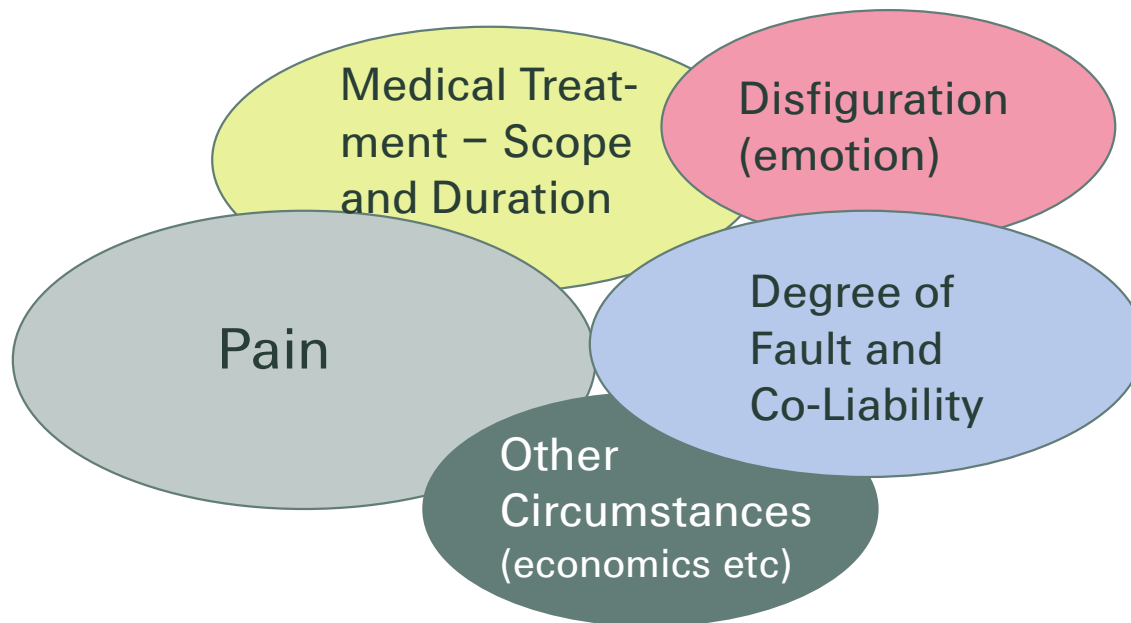 Medical Treat-
ment – Scope
and Duration
Disfiguration
(emotion)
Pain
Degree of
Fault and
Co-Liability
Other
Circumstances
(economics etc)